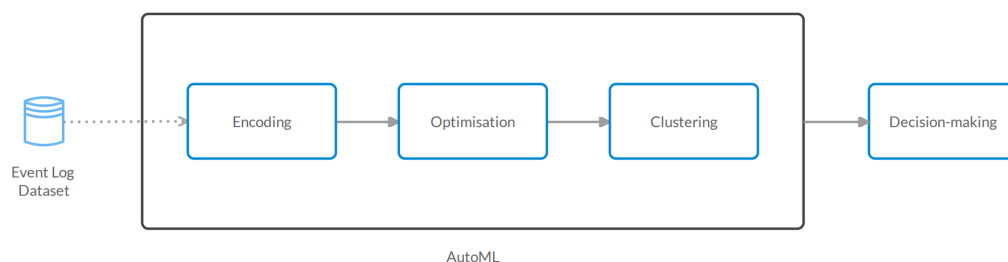 Encoding
Optimisation
Clustering
Decision-making
Event Log
Dataset
AutoML